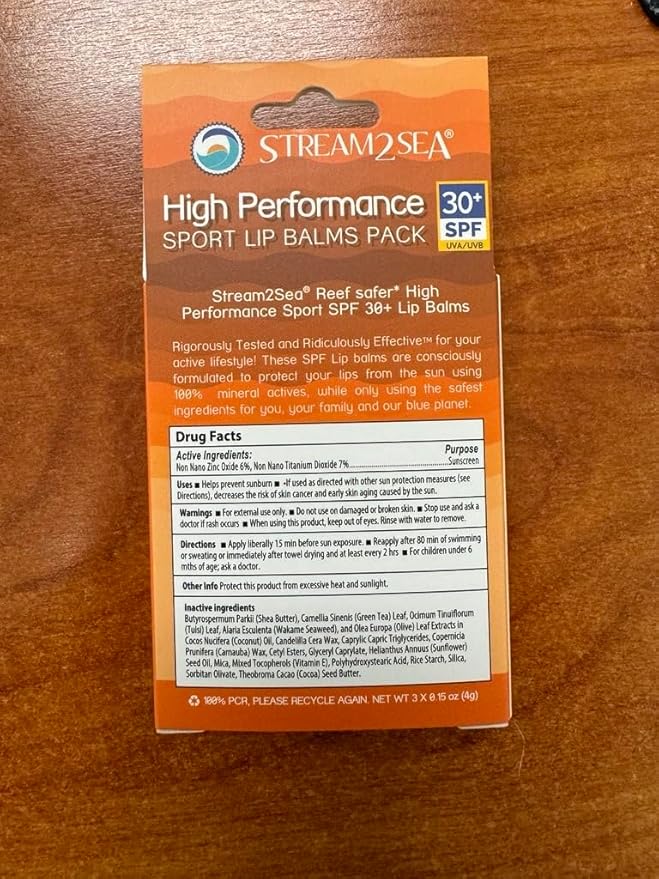 STREAM2SEA®
High Performance
SPORT LIP BALMS PACK
30+
SPF
UVA/UVB
Stream2Sea® Reef safer* High
Performance Sport SPF 30+ Lip Balms
Rigorously Tested and Ridiculously Effective™ for your
active lifestyle! These SPF Lip balms are consciously
formulated to protect your lips from the sun using
100% mineral actives, while only using the safest
ingredients for you, your family and our blue planet.
Drug Facts
Active Ingredients: Purpose
Non Nano Zinc Oxide 6%, Non Nano Titanium Dioxide 7%..............................Sunscreen
Uses ■ Helps prevent sunburn ■ -If used as directed with other sun protection measures (see
Directions), decreases the risk of skin cancer and early skin aging caused by the sun.
Warnings ■ For external use only. ■ Do not use on damaged or broken skin. ■ Stop use and ask a
doctor if rash occurs ■ When using this product, keep out of eyes. Rinse with water to remove.
Directions ■ Apply liberally 15 min before sun exposure. ■ Reapply after 80 min of swimming
or sweating or immediately after towel drying and at least every 2 hrs ■ For children under 6
mths of age; ask a doctor.
Other Info Protect this product from excessive heat and sunlight.
Inactive ingredients
Butyrospermum Parkii (Shea Butter), Camellia Sinenis (Green Tea) Leaf, Ocimum Tinuiflorum
(Tulsi) Leaf, Alaria Esculenta (Wakame Seaweed), and Olea Europa (Olive) Leaf Extracts in
Cocos Nucifera (Coconut) Oil, Candelilla Cera Wax, Caprylic Capric Triglycerides, Copernicia
Prunifera (Carnauba) Wax, Cetyl Esters, Glyceryl Caprylate, Helianthus Annuus (Sunflower)
Seed Oil, Mica, Mixed Tocopherols (Vitamin E), Polyhydroxystearic Acid, Rice Starch, Silica,
Sorbitan Olivate, Theobroma Cacao (Cocoa) Seed Butter.
100% PCR, PLEASE RECYCLE AGAIN. NET WT 3 X 0.15 oz (4g)